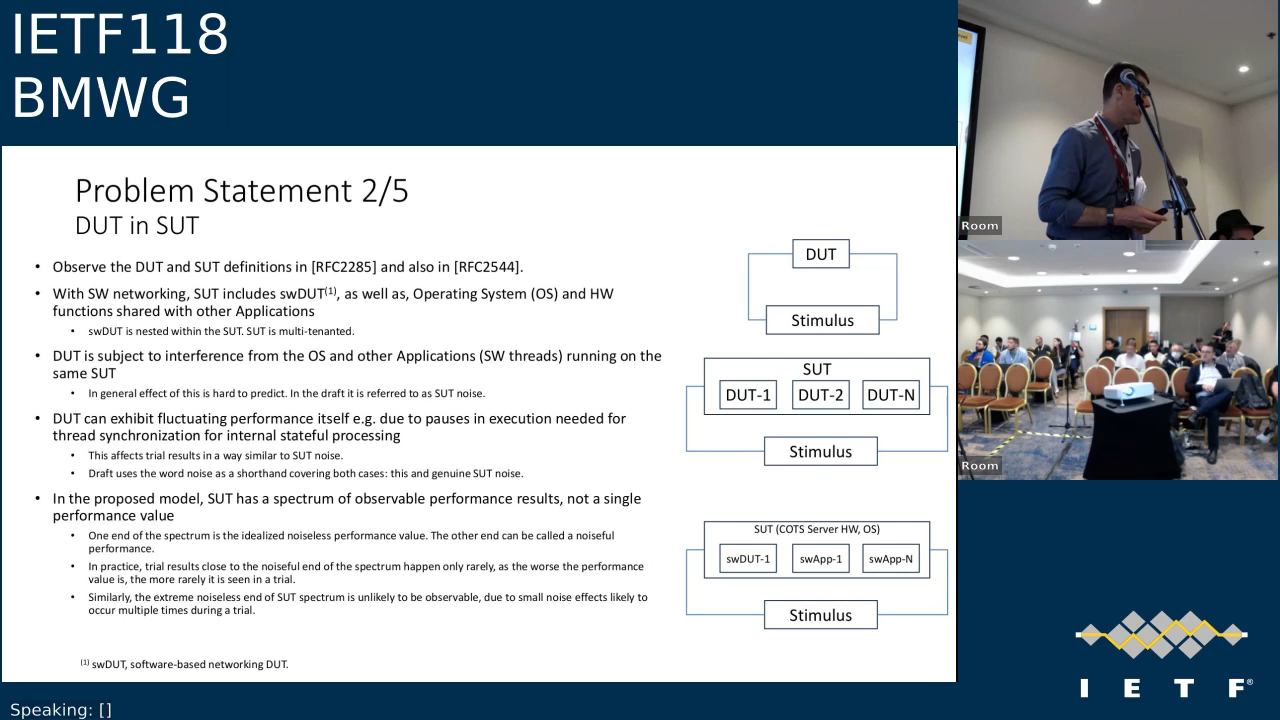 IETF118
BMWG
Problem Statement 2/5
DUT in SUT
• Observe the DUT and SUT definitions in [RFC2285] and also in [RFC2544].
• With SW networking, SUT includes swDUT(1), as well as, Operating System (OS) and HW
functions shared with other Applications
• swDUT is nested within the SUT. SUT is multi-tenanted.
• DUT is subject to interference from the OS and other Applications (SW threads) running on the
same SUT
• In general effect of this is hard to predict. In the draft it is referred to as SUT noise.
• DUT can exhibit fluctuating performance itself e.g. due to pauses in execution needed for
thread synchronization for internal stateful processing
• This affects trial results in a way similar to SUT noise.
• Draft uses the word noise as a shorthand covering both cases: this and genuine SUT noise.
• In the proposed model, SUT has a spectrum of observable performance results, not a single
performance value
• One end of the spectrum is the idealized noiseless performance value. The other end can be called a noiseful
performance.
• In practice, trial results close to the noiseful end of the spectrum happen only rarely, as the worse the performance
value is, the more rarely it is seen in a trial.
• Similarly, the extreme noiseless end of SUT spectrum is unlikely to be observable, due to small noise effects likely to
occur multiple times during a trial.
(1) swDUT, software-based networking DUT.
DUT
Stimulus
SUT
DUT-1 DUT-2 DUT-N
Stimulus
SUT (COTS Server HW, OS)
swDUT-1 swApp-1 swApp-N
Stimulus
Room
Room
IETF®
Speaking: []